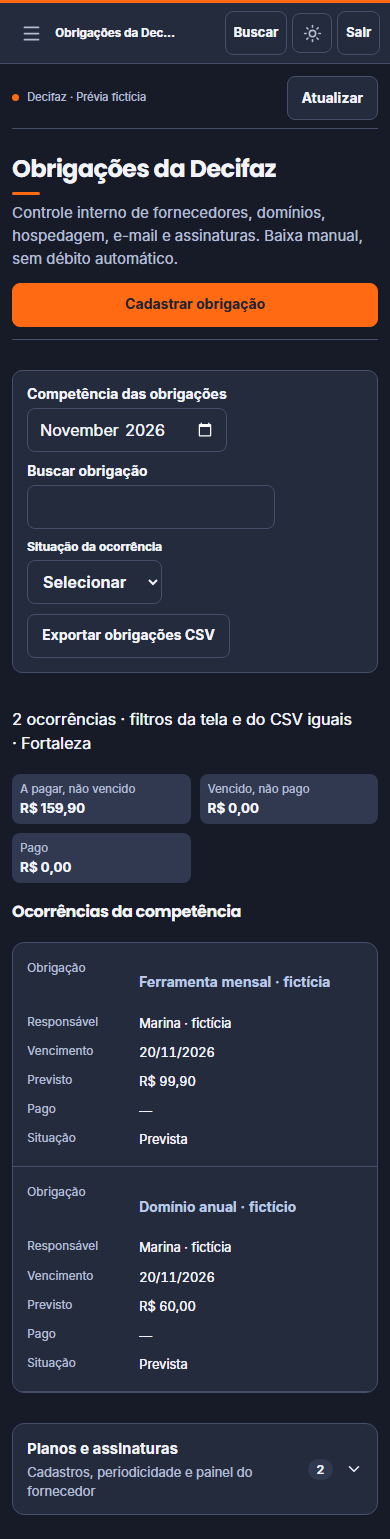 Obrigações da Dec...
Buscar
Sair
Decifaz · Prévia fictícia
Atualizar
Obrigações da Decifaz
Controle interno de fornecedores, domínios,
hospedagem, e-mail e assinaturas. Baixa manual,
sem débito automático.
Cadastrar obrigação
Competência das obrigações
November 2026
Buscar obrigação
Situação da ocorrência
Selecionar
Exportar obrigações CSV
2 ocorrências · filtros da tela e do CSV iguais
· Fortaleza
A pagar, não vencido
R$ 159,90
Vencido, não pago
R$ 0,00
Pago
R$ 0,00
Ocorrências da competência
Obrigação
Ferramenta mensal · fictícia
Responsável
Marina · fictícia
Vencimento
20/11/2026
Previsto
R$ 99,90
Pago
—
Situação
Prevista
Obrigação
Domínio anual · fictício
Responsável
Marina · fictícia
Vencimento
20/11/2026
Previsto
R$ 60,00
Pago
—
Situação
Prevista
Planos e assinaturas
Cadastros, periodicidade e painel do
fornecedor
2